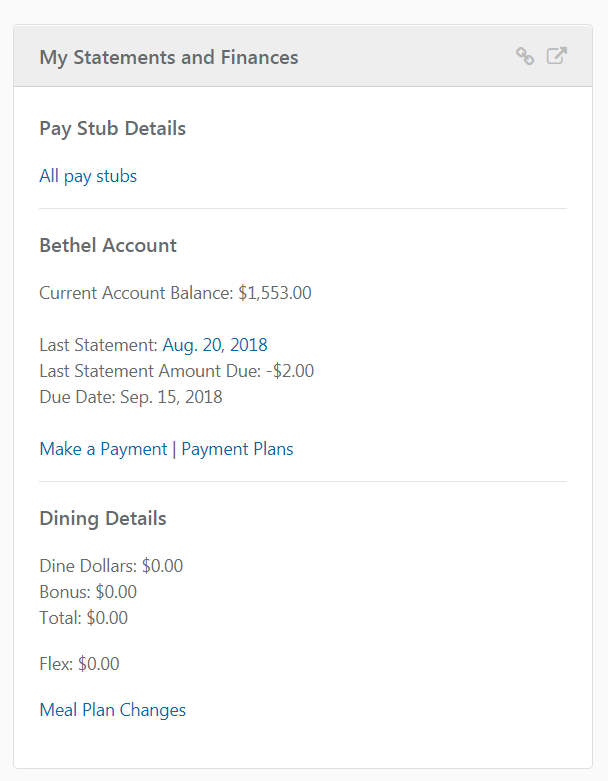 My Statements and Finances
Pay Stub Details
All pay stubs
Bethel Account
Current Account Balance: $1,553.00
Last Statement: Aug. 20, 2018
Last Statement Amount Due: -$2.00
Due Date: Sep. 15, 2018
Make a Payment | Payment Plans
Dining Details
Dine Dollars: $0.00
Bonus: $0.00
Total: $0.00
Flex: $0.00
Meal Plan Changes